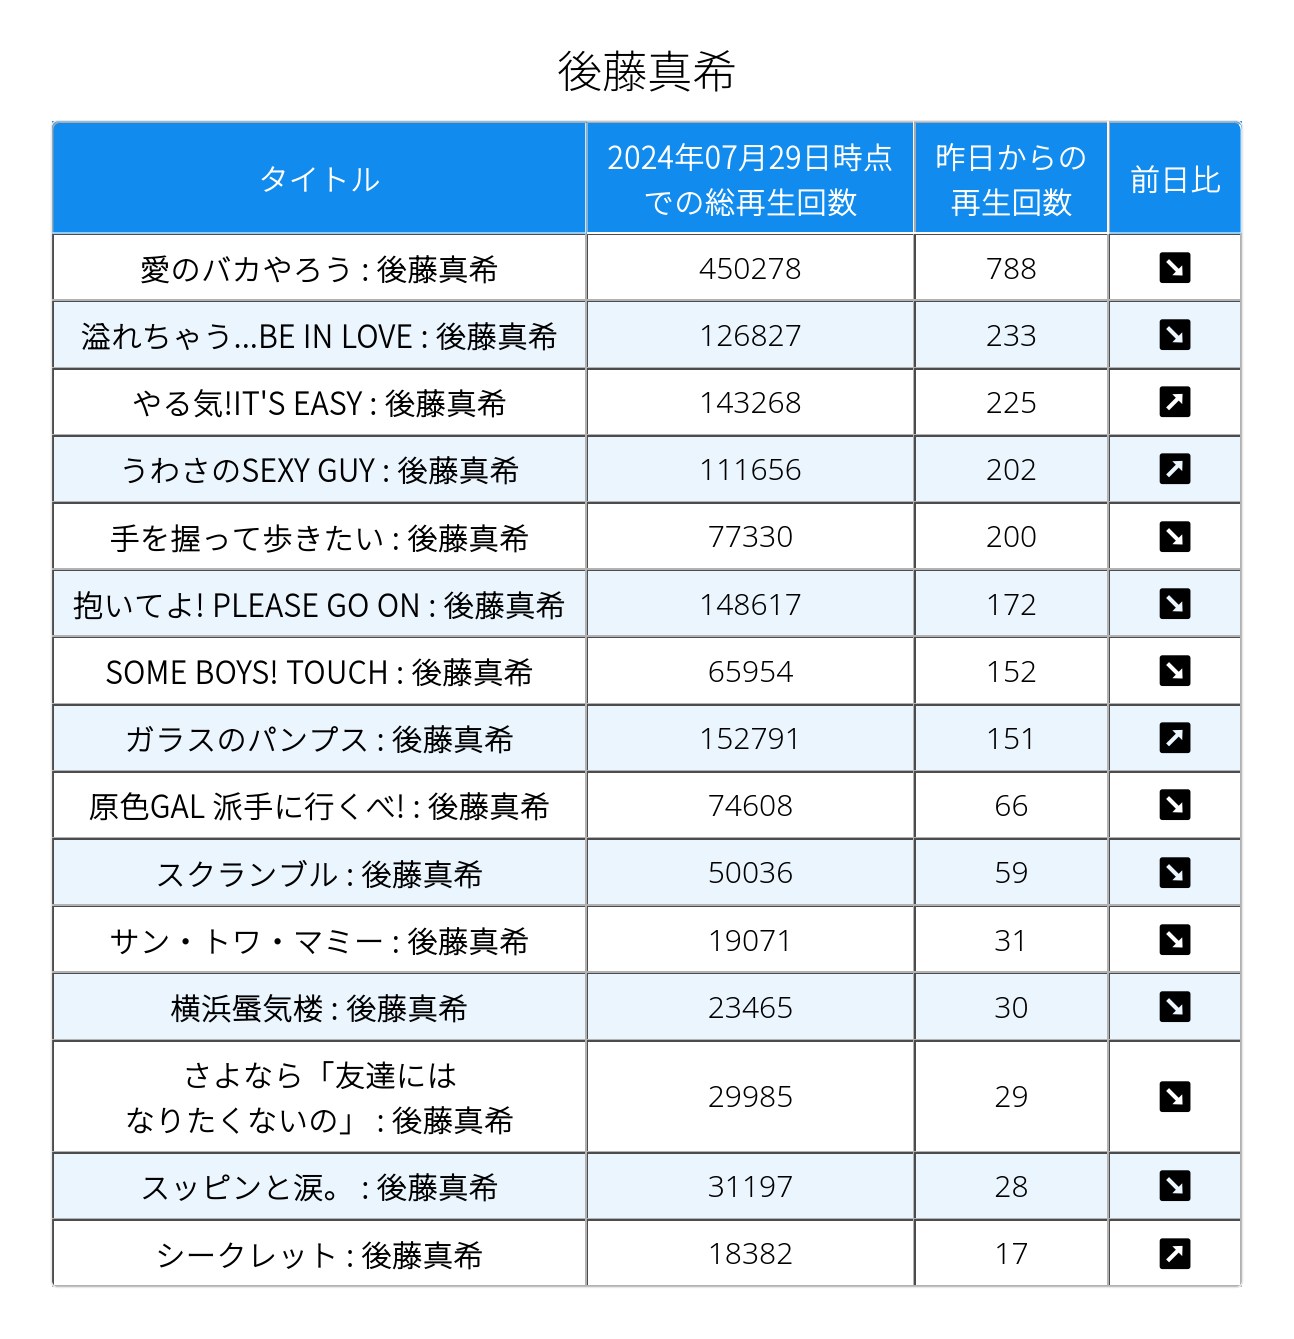 後藤真希
タイトル 2024年07月29日時点での総再生回数 昨日からの再生回数 前日比
愛のバカやろう : 後藤真希 450278 788
溢れちゃう...BE IN LOVE : 後藤真希 126827 233
やる気!IT'S EASY : 後藤真希 143268 225
うわさのSEXY GUY : 後藤真希 111656 202
手を握って歩きたい : 後藤真希 77330 200
抱いてよ! PLEASE GO ON : 後藤真希 148617 172
SOME BOYS! TOUCH : 後藤真希 65954 152
ガラスのパンプス : 後藤真希 152791 151
原色GAL 派手に行くべ! : 後藤真希 74608 66
スクランブル : 後藤真希 50036 59
サン・トワ・マミー : 後藤真希 19071 31
横浜蜃気楼 : 後藤真希 23465 30
さよなら「友達には
なりたくないの」 : 後藤真希 29985 29
スッピンと涙。 : 後藤真希 31197 28
シークレット : 後藤真希 18382 17